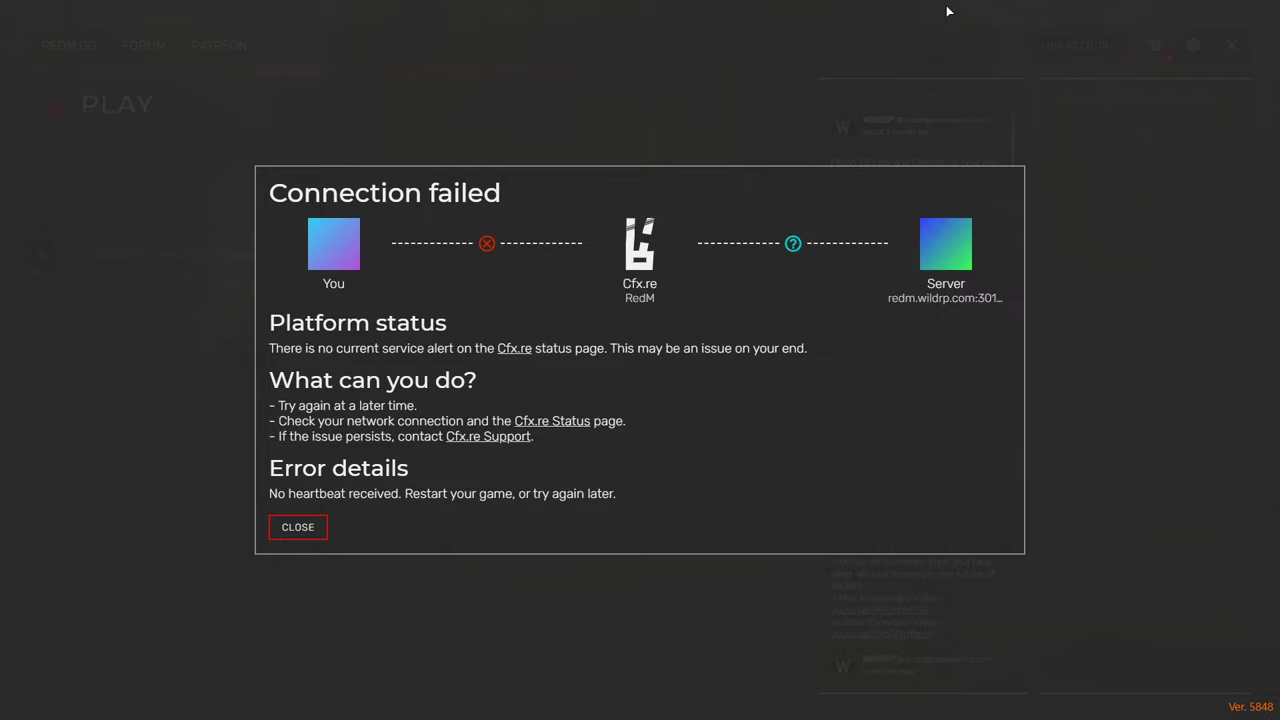 REDM.GG FORUM PATREON
PLAY
WildRP
Connection failed
You
Cfx.re
RedM
Server
redm.wildrp.com:301...
Platform status
There is no current service alert on the Cfx.re status page. This may be an issue on your end.
What can you do?
- Try again at a later time.
- Check your network connection and the Cfx.re Status page.
- If the issue persists, contact Cfx.re Support.
Error details
No heartbeat received. Restart your game, or try again later.
CLOSE
WildRP
Ver. 5848